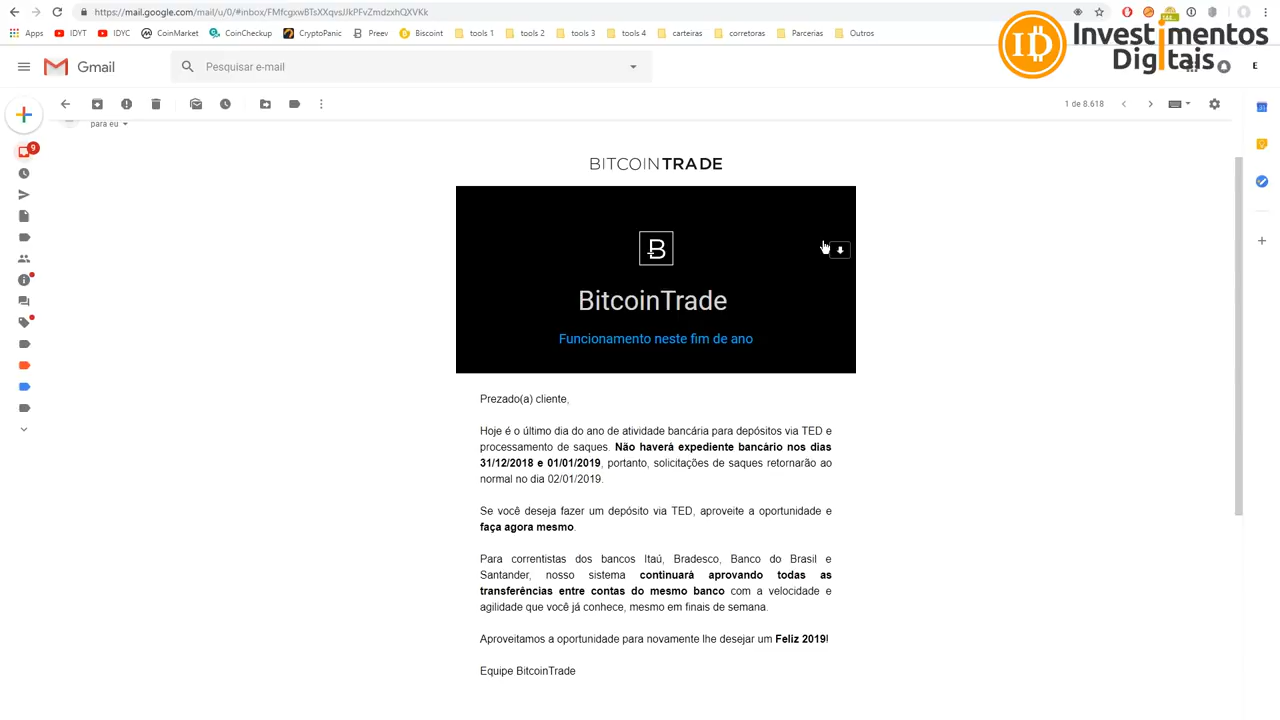 https://mail.google.com/mail/u/0/#inbox/FMfcgxwBTsXXqvsJJkPFvZmdzxhQXVKk
Apps IDYT IDYC CoinMarket CoinCheckup CryptoPanic Preev Biscoint tools 1 tools 2 tools 3 tools 4 carteiras corretoras Parcerias Outros
ID Investimentos
Digitais
Gmail
Pesquisar e-mail
E
1 de 8.618
para eu
9
BITCOINTRADE
B
BitcoinTrade
Funcionamento neste fim de ano
Prezado(a) cliente,
Hoje é o último dia do ano de atividade bancária para depósitos via TED e
processamento de saques. Não haverá expediente bancário nos dias
31/12/2018 e 01/01/2019, portanto, solicitações de saques retornarão ao
normal no dia 02/01/2019.
Se você deseja fazer um depósito via TED, aproveite a oportunidade e
faça agora mesmo.
Para correntistas dos bancos Itaú, Bradesco, Banco do Brasil e
Santander, nosso sistema continuará aprovando todas as
transferências entre contas do mesmo banco com a velocidade e
agilidade que você já conhece, mesmo em finais de semana.
Aproveitamos a oportunidade para novamente lhe desejar um Feliz 2019!
Equipe BitcoinTrade